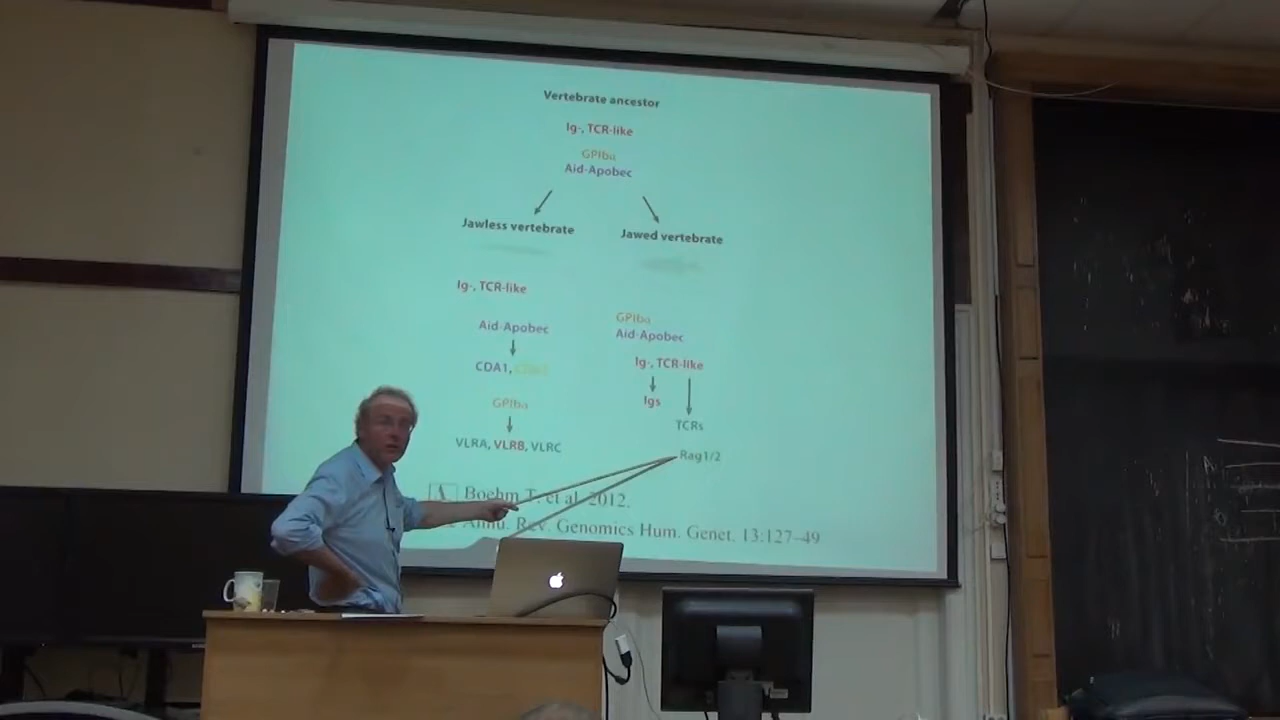 Vertebrate ancestor
Ig-, TCR-like
GPIbα
Aid-Apobec
Jawless vertebrate
Jawed vertebrate
Ig-, TCR-like
Aid-Apobec
CDA1,
GPIbα
VLRA, VLRB, VLRC
GPIbα
Aid-Apobec
Ig-, TCR-like
Igs
TCRs
Rag1/2
Boehm T, et al. 2012.
Annu. Rev. Genomics Hum. Genet. 13:127–49